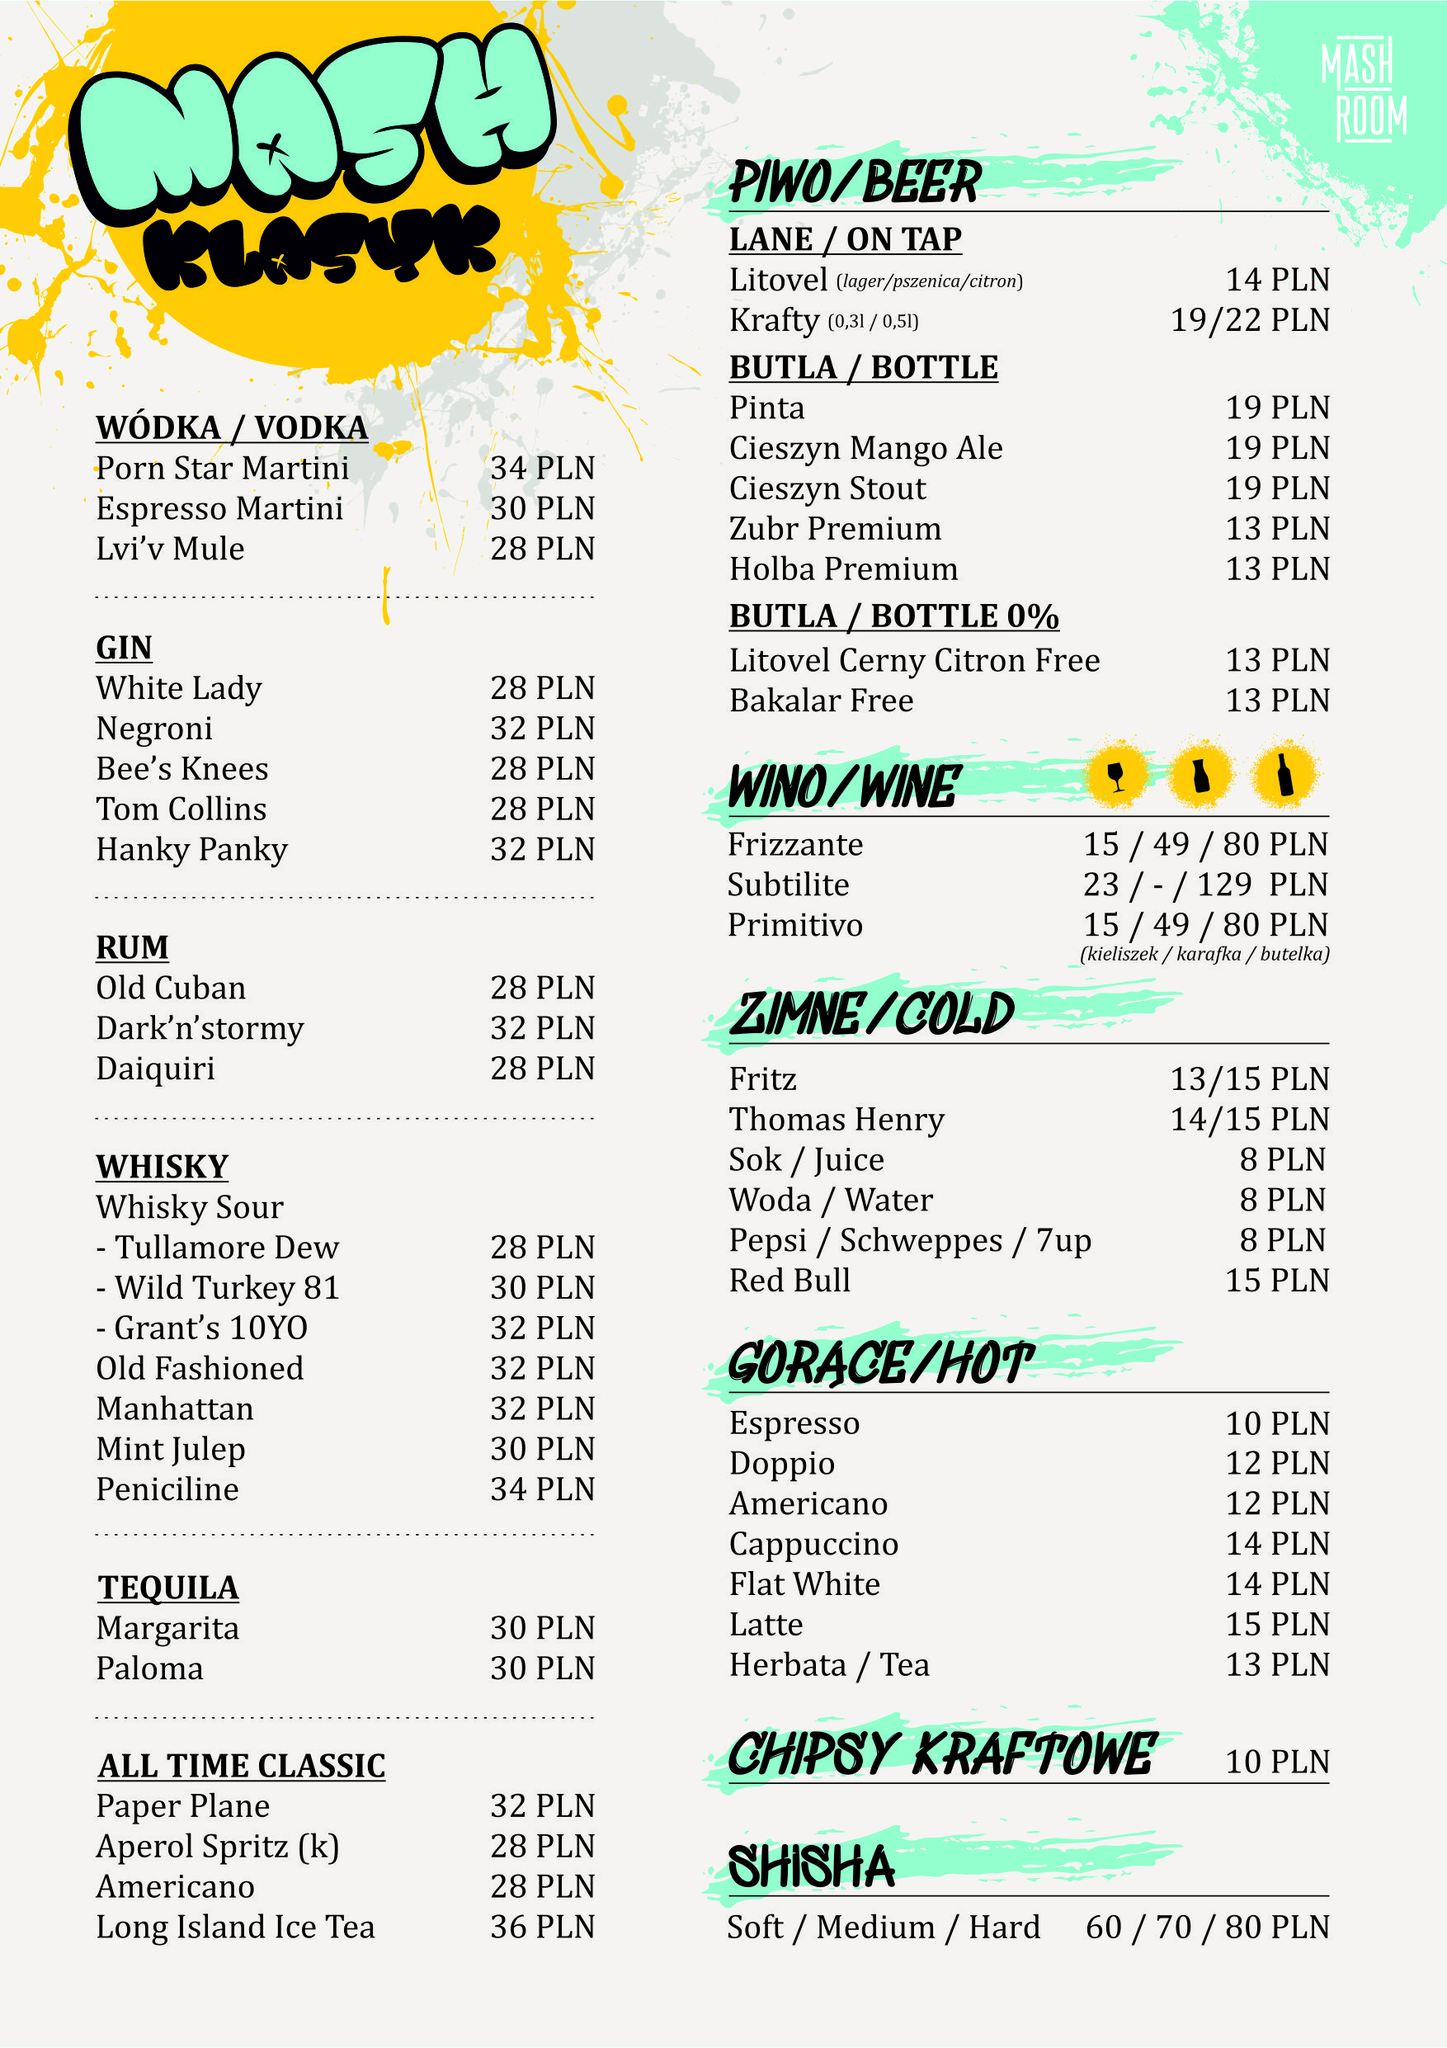 MASH
KLASYK
WÓDKA / VODKA
Porn Star Martini 34 PLN
Espresso Martini 30 PLN
Lvi’v Mule 28 PLN
GIN
White Lady 28 PLN
Negroni 32 PLN
Bee’s Knees 28 PLN
Tom Collins 28 PLN
Hanky Panky 32 PLN
RUM
Old Cuban 28 PLN
Dark’n’stormy 32 PLN
Daiquiri 28 PLN
WHISKY
Whisky Sour
- Tullamore Dew 28 PLN
- Wild Turkey 81 30 PLN
- Grant’s 10YO 32 PLN
Old Fashioned 32 PLN
Manhattan 32 PLN
Mint Julep 30 PLN
Peniciline 34 PLN
TEQUILA
Margarita 30 PLN
Paloma 30 PLN
ALL TIME CLASSIC
Paper Plane 32 PLN
Aperol Spritz (k) 28 PLN
Americano 28 PLN
Long Island Ice Tea 36 PLN
MASH
ROOM
PIWO/BEER
LANE / ON TAP
Litovel (lager/pszenica/citron) 14 PLN
Krafty (0,3l / 0,5l) 19/22 PLN
BUTLA / BOTTLE
Pinta 19 PLN
Cieszyn Mango Ale 19 PLN
Cieszyn Stout 19 PLN
Zubr Premium 13 PLN
Holba Premium 13 PLN
BUTLA / BOTTLE 0%
Litovel Cerny Citron Free 13 PLN
Bakalar Free 13 PLN
WINO/WINE
Frizzante 15 / 49 / 80 PLN
Subtilite 23 / - / 129 PLN
Primitivo 15 / 49 / 80 PLN
(kieliszek / karafka / butelka)
ZIMNE/COLD
Fritz 13/15 PLN
Thomas Henry 14/15 PLN
Sok / Juice 8 PLN
Woda / Water 8 PLN
Pepsi / Schweppes / 7up 8 PLN
Red Bull 15 PLN
GORĄCE/HOT
Espresso 10 PLN
Doppio 12 PLN
Americano 12 PLN
Cappuccino 14 PLN
Flat White 14 PLN
Latte 15 PLN
Herbata / Tea 13 PLN
CHIPSY KRAFTOWE 10 PLN
SHISHA
Soft / Medium / Hard 60 / 70 / 80 PLN